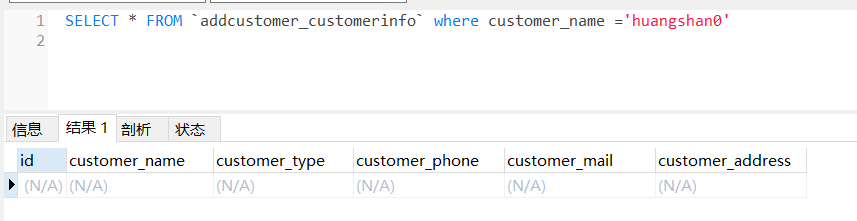 1 SELECT * FROM `addcustomer_customerinfo` where customer_name ='huangshan0'
2
信息 结果 1 剖析 状态
id customer_name customer_type customer_phone customer_mail customer_address
(N/A) (N/A) (N/A) (N/A) (N/A) (N/A)